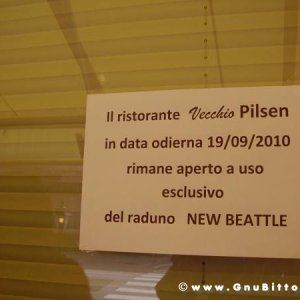 Il ristorante Vecchio Pilsen
in data odierna 19/09/2010
rimane aperto a uso
esclusivo
del raduno NEW BEATTLE
© www.GnuBitto